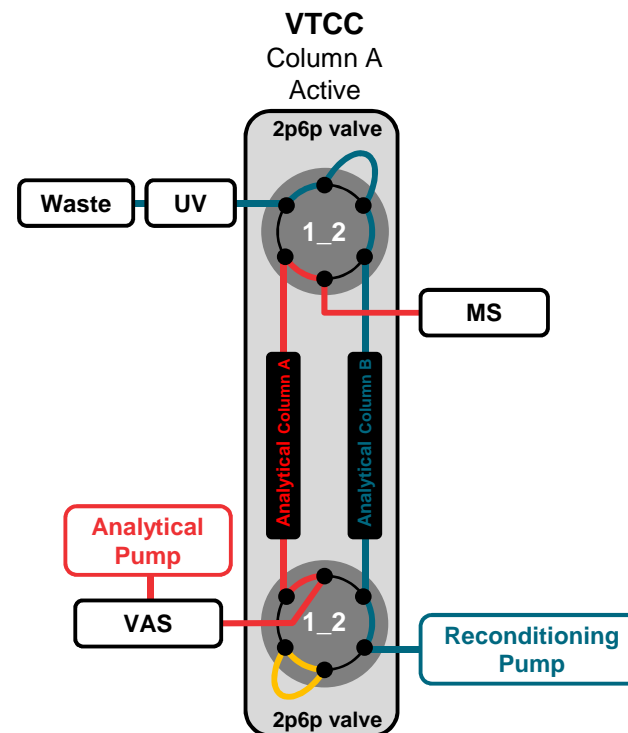 VTCC
Column A
Active
2p6p valve
Waste
UV
1_2
MS
Analytical Column A
Analytical Column B
Analytical
Pump
VAS
1_2
Reconditioning
Pump
2p6p valve